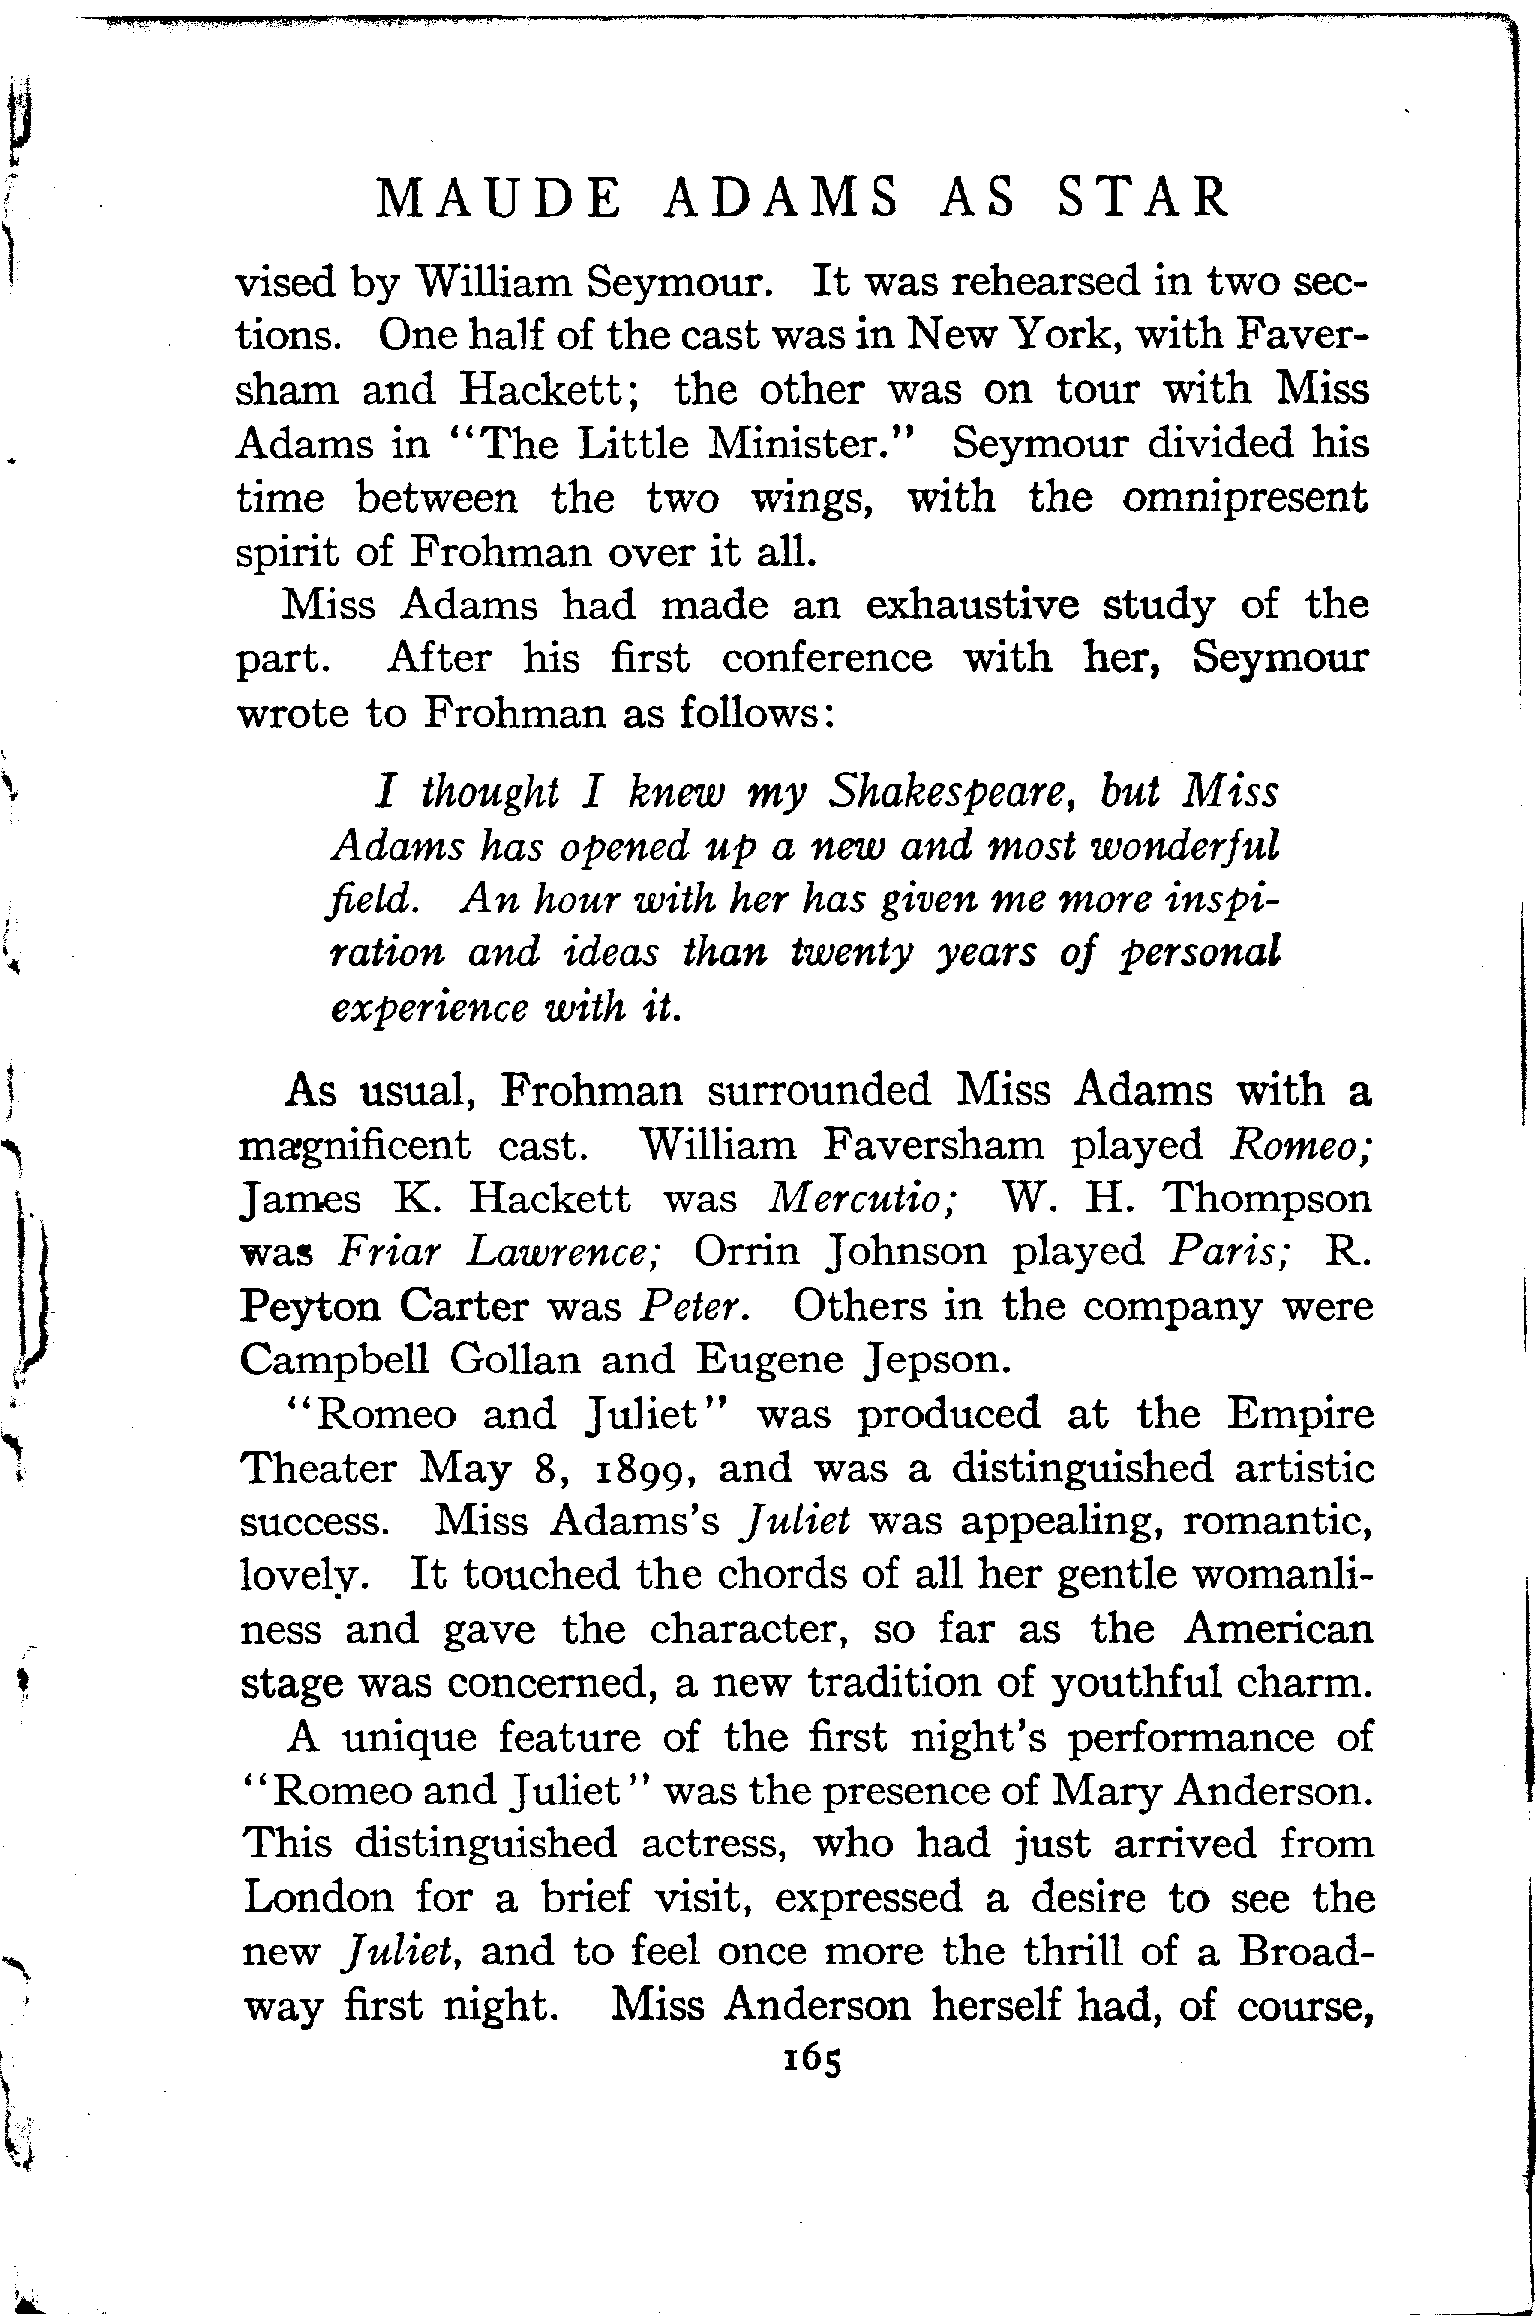 MAUDE ADAMS AS STAR
vised by William Seymour. It was rehearsed in two sec-
tions. One half of the cast was in New York, with Faver-
sham and Hackett; the other was on tour with Miss
Adams in "The Little Minister." Seymour divided his
time between the two wings, with the omnipresent
spirit of Frohman over it all.
Miss Adams had made an exhaustive study of the
part. After his first conference with her, Seymour
wrote to Frohman as follows:
I thought I knew my Shakespeare, but Miss
Adams has opened up a new and most wonderful
field. An hour with her has given me more inspi-
ration and ideas than twenty years of personal
experience with it.
As usual, Frohman surrounded Miss Adams with a
magnificent cast. William Faversham played Romeo;
James K. Hackett was Mercutio; W. H. Thompson
was Friar Lawrence; Orrin Johnson played Paris; R.
Peyton Carter was Peter. Others in the company were
Campbell Gollan and Eugene Jepson.
"Romeo and Juliet" was produced at the Empire
Theater May 8, 1899, and was a distinguished artistic
success. Miss Adams's Juliet was appealing, romantic,
lovely. It touched the chords of all her gentle womanli-
ness and gave the character, so far as the American
stage was concerned, a new tradition of youthful charm.
A unique feature of the first night's performance of
"Romeo and Juliet" was the presence of Mary Anderson.
This distinguished actress, who had just arrived from
London for a brief visit, expressed a desire to see the
new Juliet, and to feel once more the thrill of a Broad-
way first night. Miss Anderson herself had, of course,
165